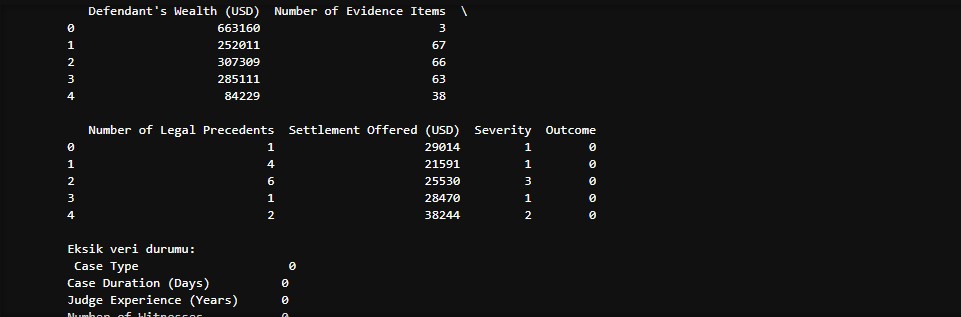 Defendant's Wealth (USD)  Number of Evidence Items  \
0                    663160                         3
1                    252011                        67
2                    307309                        66
3                    285111                        63
4                     84229                        38
Number of Legal Precedents  Settlement Offered (USD)  Severity  Outcome
0                           1                     29014         1        0
1                           4                     21591         1        0
2                           6                     25530         3        0
3                           1                     28470         1        0
4                           2                     38244         2        0
Eksik veri durumu:
Case Type                     0
Case Duration (Days)          0
Judge Experience (Years)      0
Number of Witnesses           0